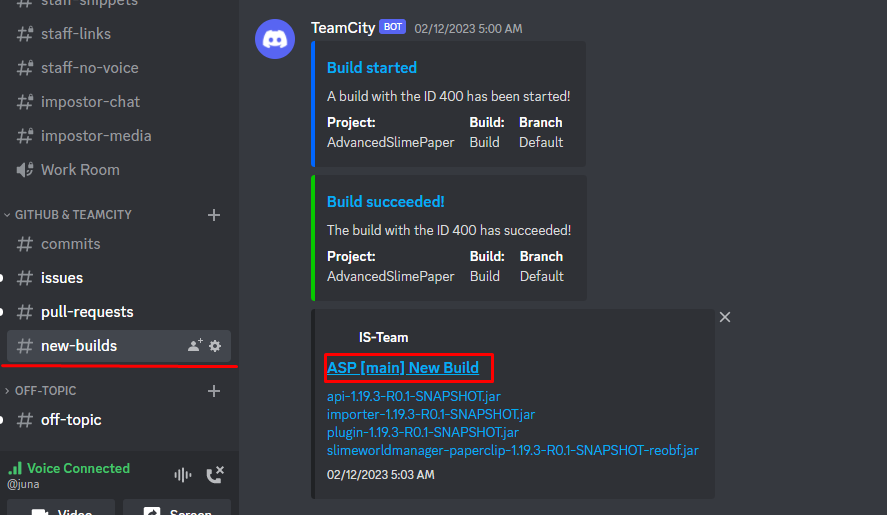 staff-snippets
staff-links
staff-no-voice
impostor-chat
impostor-media
Work Room
GITHUB & TEAMCITY
commits
issues
pull-requests
new-builds
OFF-TOPIC
off-topic
Voice Connected
@juna
Video
Screen
TeamCity BOT 02/12/2023 5:00 AM
Build started
A build with the ID 400 has been started!
Project: Build: Branch
AdvancedSlimePaper Build Default
Build succeeded!
The build with the ID 400 has succeeded!
Project: Build: Branch
AdvancedSlimePaper Build Default
IS-Team
ASP [main] New Build
api-1.19.3-R0.1-SNAPSHOT.jar
importer-1.19.3-R0.1-SNAPSHOT.jar
plugin-1.19.3-R0.1-SNAPSHOT.jar
slimeworldmanager-paperclip-1.19.3-R0.1-SNAPSHOT-reobf.jar
02/12/2023 5:03 AM